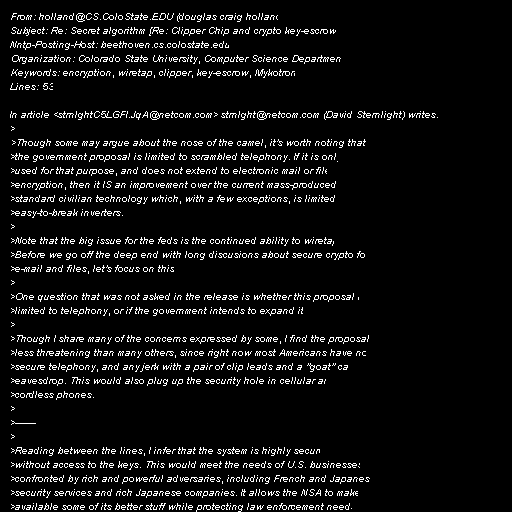 From: holland@CS.ColoState.EDU (douglas craig holland
Subject: Re: Secret algorithm [Re: Clipper Chip and crypto key-escrow
Nntp-Posting-Host: beethoven.cs.colostate.edu
Organization: Colorado State University, Computer Science Departmen
Keywords: encryption, wiretap, clipper, key-escrow, Mykotron
Lines: 53

In article <strnlghtC5LGFI.JqA@netcom.com> strnlght@netcom.com (David Sternlight) writes:
>
>Though some may argue about the nose of the camel, it's worth noting that
>the government proposal is limited to scrambled telephony. If it is only
>used for that purpose, and does not extend to electronic mail or file
>encryption, then it IS an improvement over the current mass-produced
>standard civilian technology which, with a few exceptions, is limited
>easy-to-break inverters.
>
>Note that the big issue for the feds is the continued ability to wiretap
>Before we go off the deep end with long discusions about secure crypto fo
>e-mail and files, let's focus on this
>
>One question that was not asked in the release is whether this proposal
>limited to telephony, or if the government intends to expand it
>
>Though I share many of the concerns expressed by some, I find the proposal
>less threatening than many others, since right now most Americans have no
>secure telephony, and any jerk with a pair of clip leads and a "goat" ca
>eavesdrop. This would also plug up the security hole in cellular an
>cordless phones.
>
>-----
>
>Reading between the lines, I infer that the system is highly secur
>without access to the keys. This would meet the needs of U.S. businesses
>confronted by rich and powerful adversaries, including French and Japanes
>security services and rich Japanese companies. It allows the NSA to make
>available some of its better stuff while protecting law enforcement need